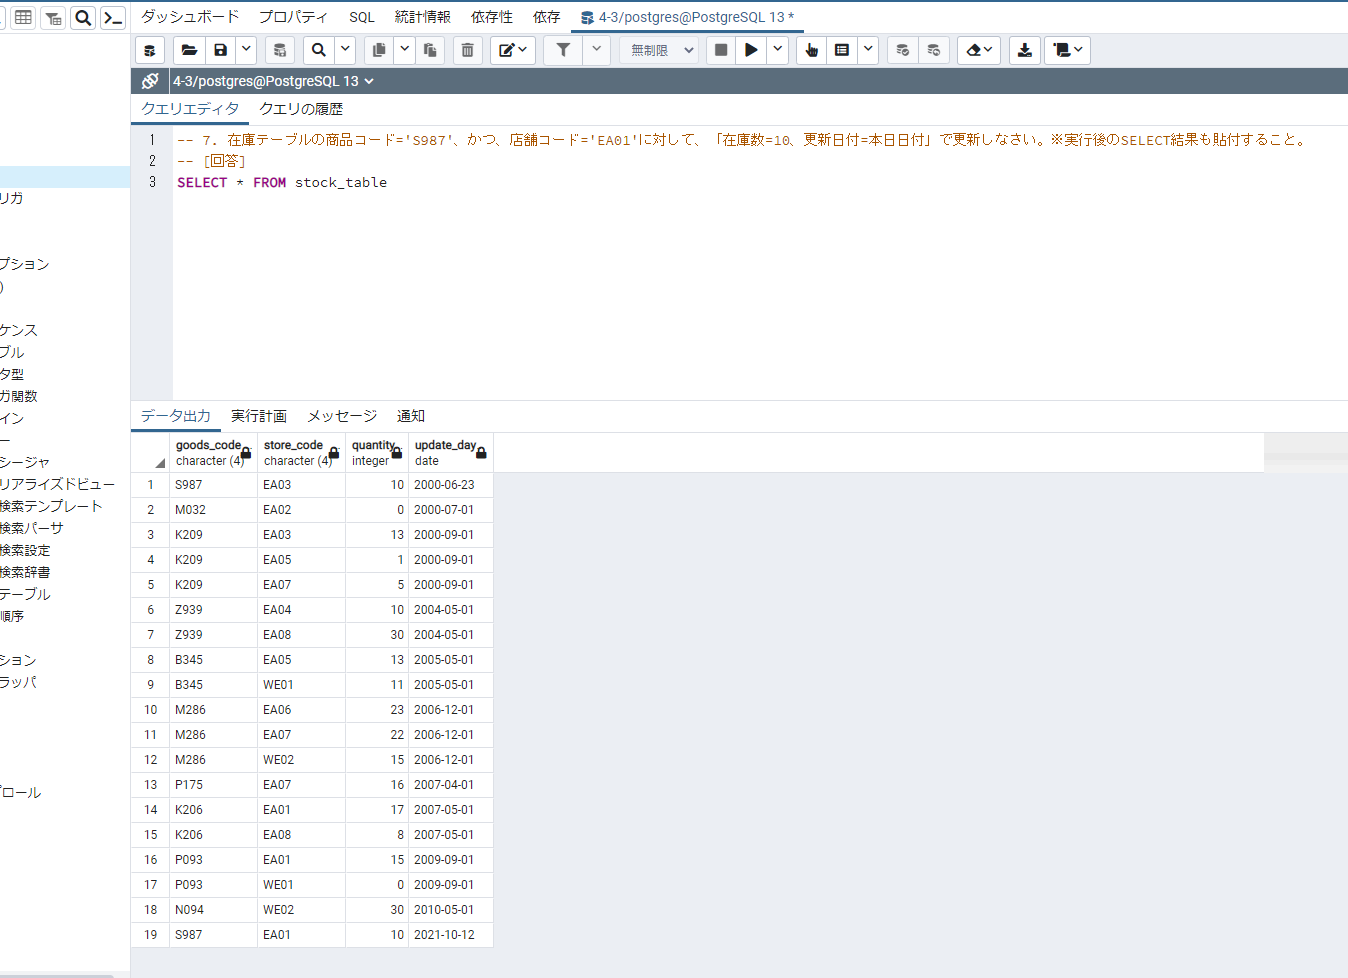 ダッシュボード プロパティ SQL 統計情報 依存性 依存 4-3/postgres@PostgreSQL 13 *
無制限
4-3/postgres@PostgreSQL 13
クエリエディタ クエリの履歴
1 -- 7. 在庫テーブルの商品コード='S987'、かつ、店舗コード='EA01'に対して、「在庫数=10、更新日付=本日日付」で更新しなさい。※実行後のSELECT結果も貼付すること。
2 -- [回答]
3 SELECT * FROM stock_table
リガ
プション
)
ケンス
ブル
タ型
ガ関数
イン
ー
シージャ
リアライズドビュー
検索テンプレート
検索パーサ
検索設定
検索辞書
テーブル
順序
ション
ラッパ
プロール
データ出力 実行計画 メッセージ 通知
goods_code store_code quantity update_day
character (4) character (4) integer date
1 S987 EA03 10 2000-06-23
2 M032 EA02 0 2000-07-01
3 K209 EA03 13 2000-09-01
4 K209 EA05 1 2000-09-01
5 K209 EA07 5 2000-09-01
6 Z939 EA04 10 2004-05-01
7 Z939 EA08 30 2004-05-01
8 B345 EA05 13 2005-05-01
9 B345 WE01 11 2005-05-01
10 M286 EA06 23 2006-12-01
11 M286 EA07 22 2006-12-01
12 M286 WE02 15 2006-12-01
13 P175 EA07 16 2007-04-01
14 K206 EA01 17 2007-05-01
15 K206 EA08 8 2007-05-01
16 P093 EA01 15 2009-09-01
17 P093 WE01 0 2009-09-01
18 N094 WE02 30 2010-05-01
19 S987 EA01 10 2021-10-12